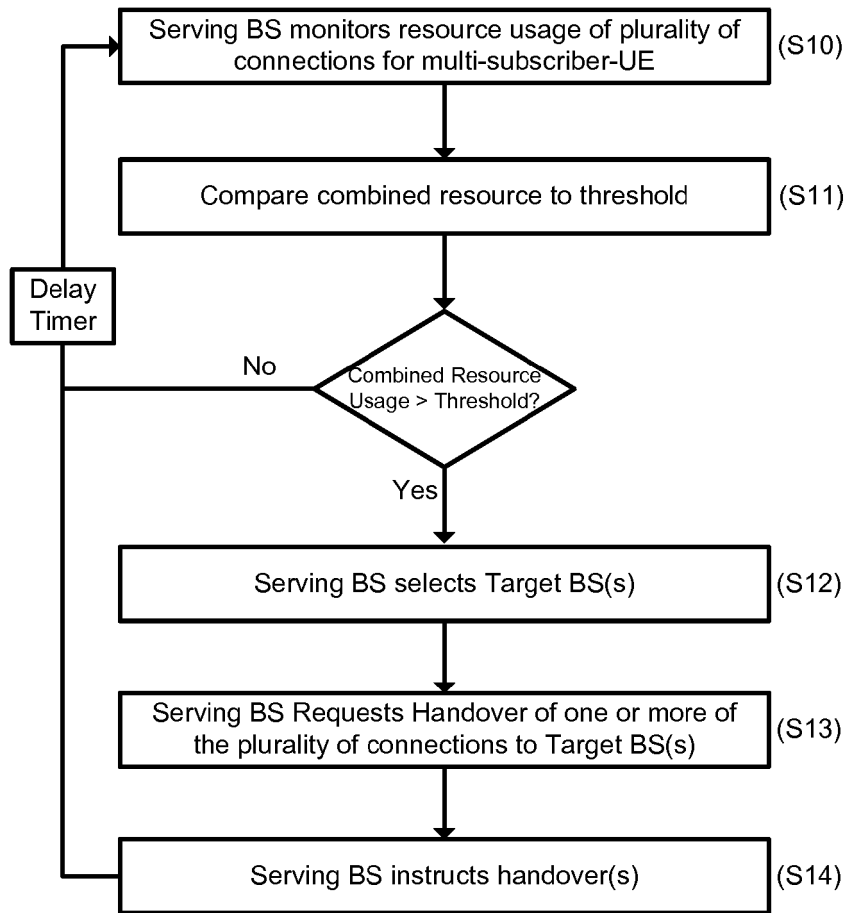 Serving BS monitors resource usage of plurality of
connections for multi-subscriber-UE
(S10)
Compare combined resource to threshold
(S11)
Delay
Timer
No
Combined Resource
Usage > Threshold?
Yes
Serving BS selects Target BS(s)
(S12)
Serving BS Requests Handover of one or more of
the plurality of connections to Target BS(s)
(S13)
Serving BS instructs handover(s)
(S14)